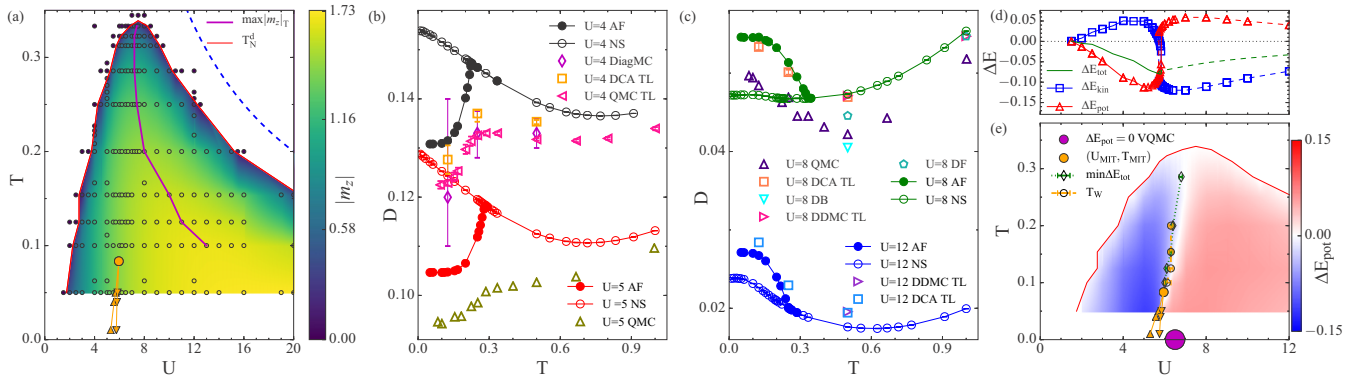 (a)
max|m_z|_T
T_N^d
T
0.3
0.2
0.1
0.0
0
4
8
12
16
20
U
1.73
1.16
0.58
0.00
|m_z|
(b)
U=4 AF
U=4 NS
U=4 DiagMC
U=4 DCA TL
U=4 QMC TL
D
0.14
0.12
0.10
U=5 AF
U =5 NS
U=5 QMC
0.0
0.3
0.6
0.9
T
(c)
D
0.04
0.02
U=8 QMC
U=8 DCA TL
U=8 DB
U=8 DDMC TL
U=8 DF
U=8 AF
U=8 NS
U=12 AF
U=12 NS
U=12 DDMC TL
U=12 DCA TL
0.0
0.3
0.6
0.9
T
(d)
ΔE
0.05
0.00
−0.05
−0.10
ΔE_tot
ΔE_kin
ΔE_pot
(e)
ΔE_pot = 0 VQMC
(U_MIT, T_MIT)
minΔE_tot
T_W
T
0.3
0.2
0.1
0.0
0
2
4
6
8
10
12
U
0.15
0.00
−0.15
ΔE_pot